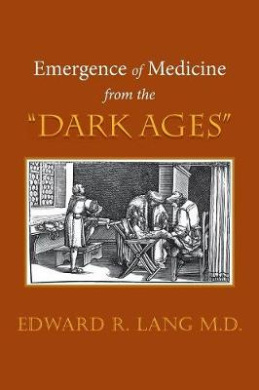 Emergence of Medicine
from the
“DARK AGES”
EDWARD R. LANG M.D.